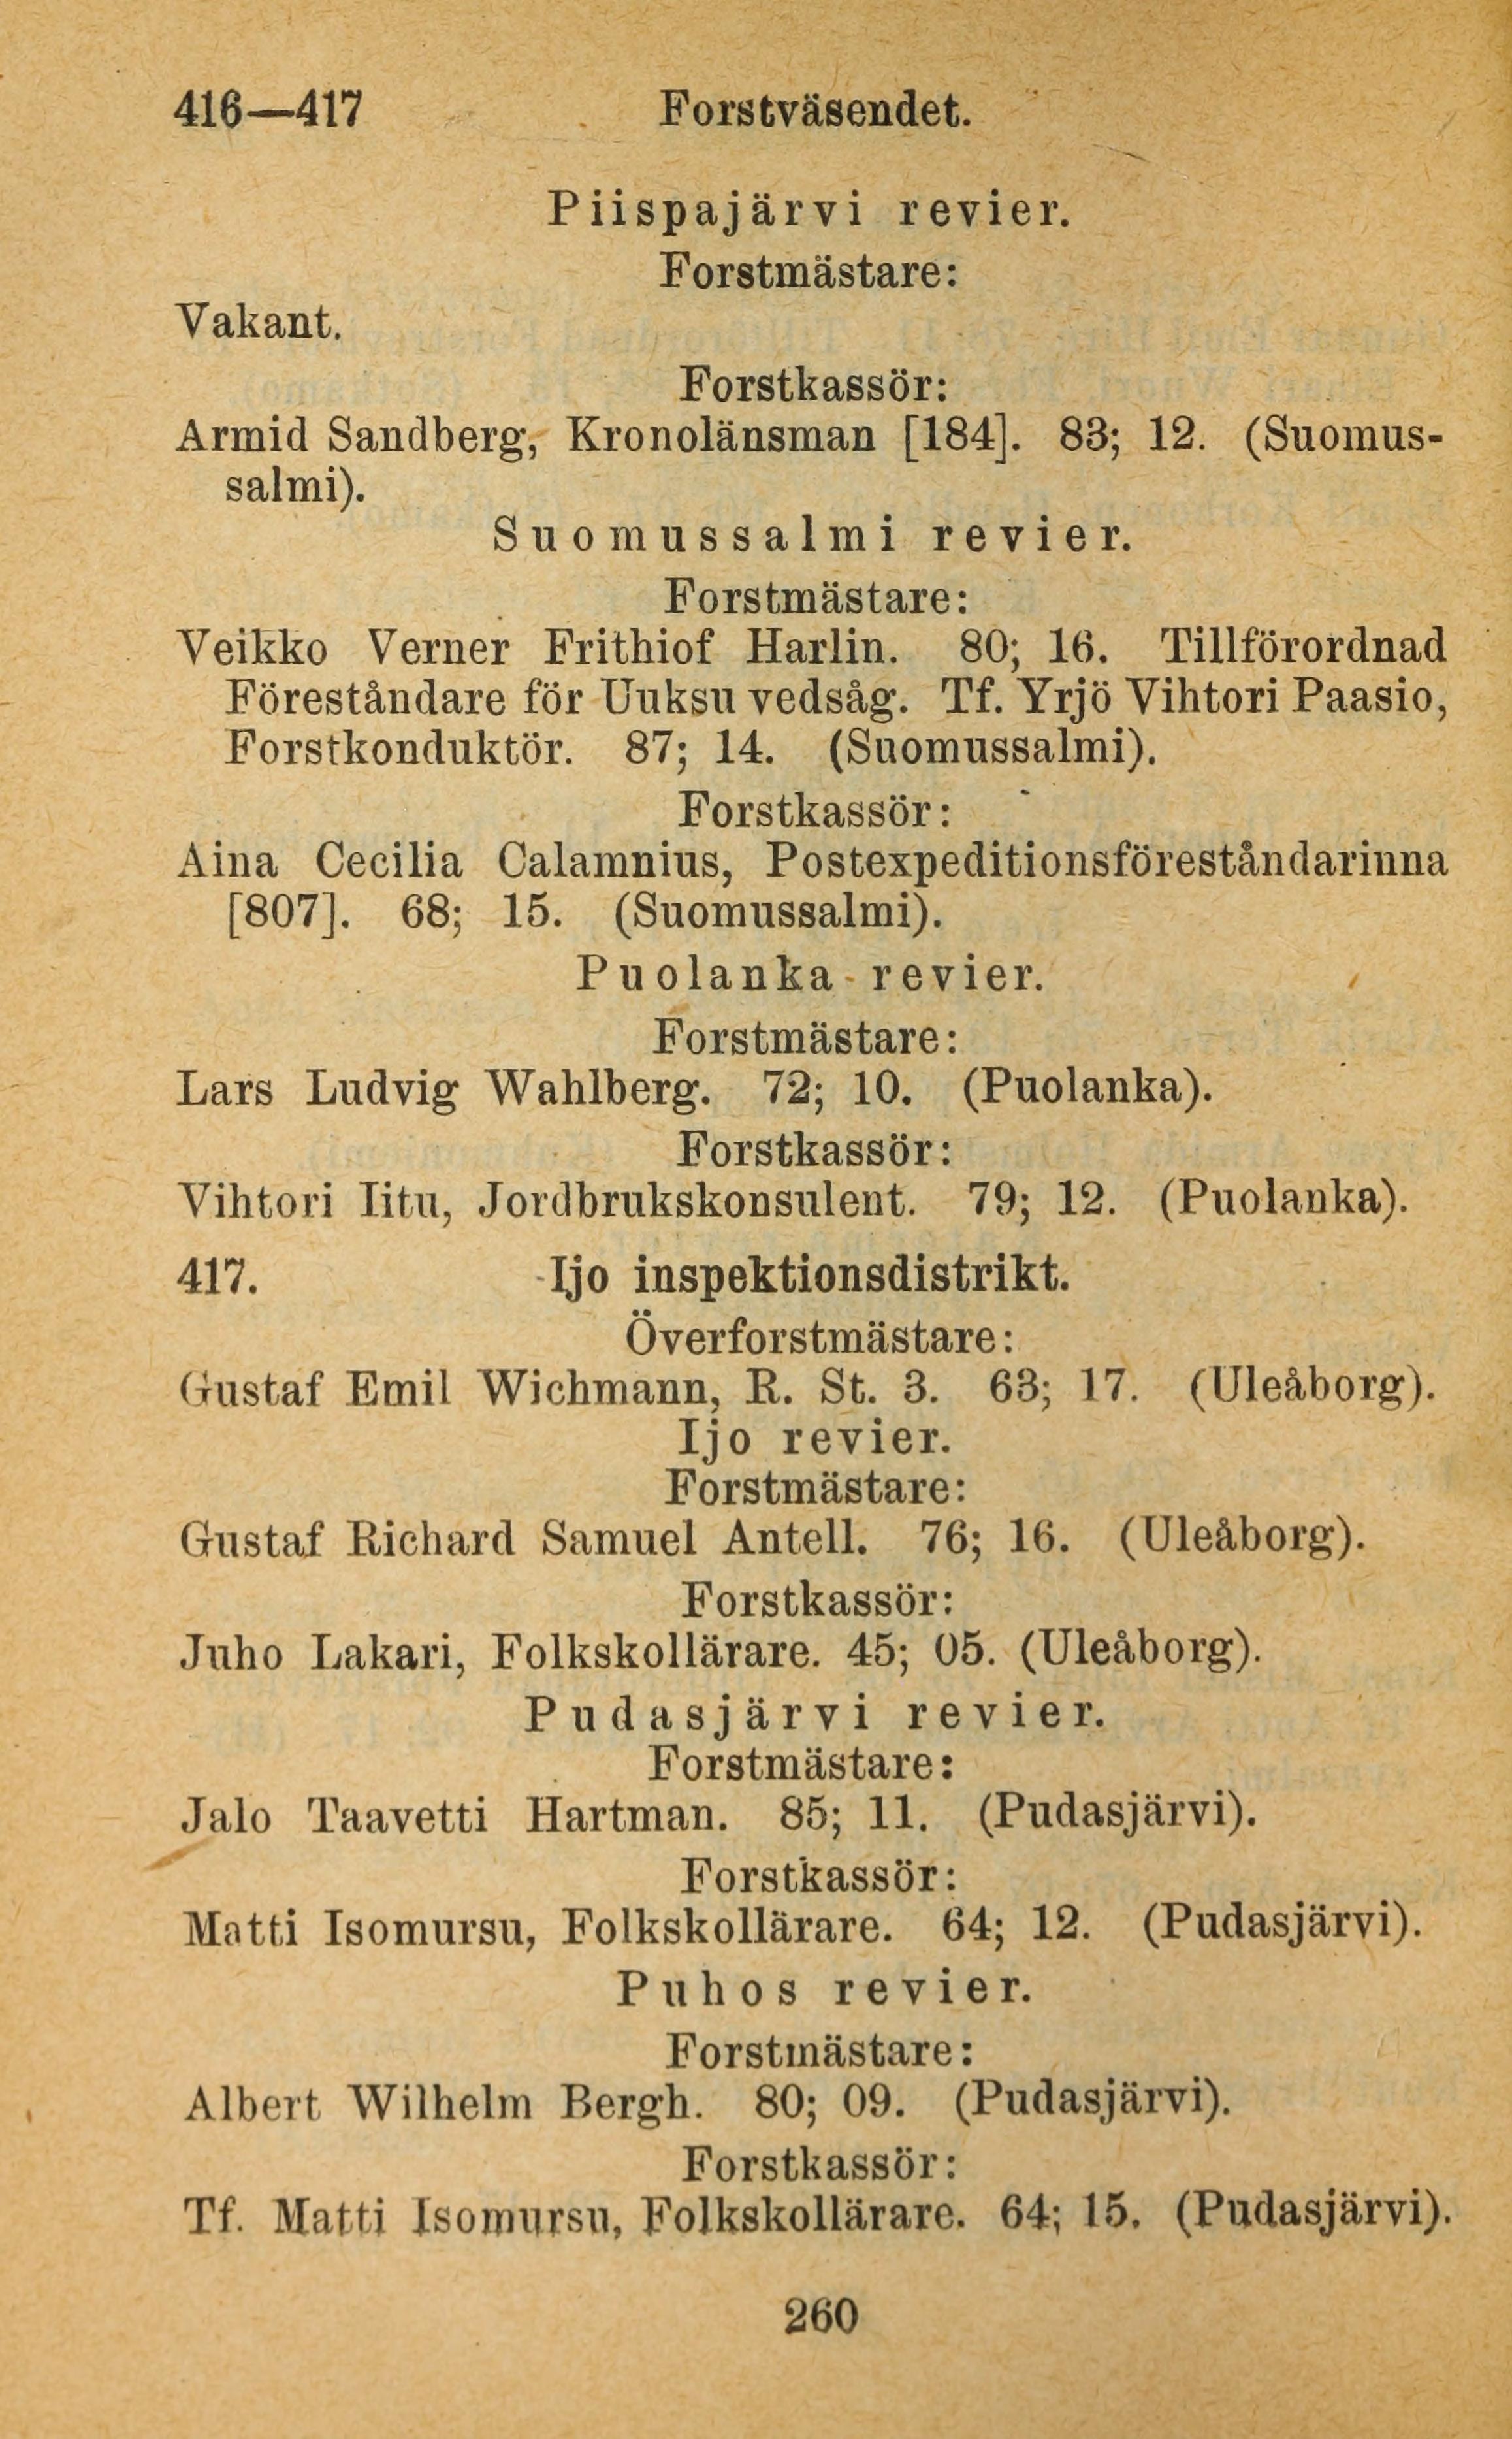 416—417 Forstväsendet.
Piispajärvi revier.
Forstmästare:
Vakant.
Forstkassör:
Armid Sandberg, Kronolänsman [184]. 83; 12. (Suomus-
salmi).
Suomussalmi revier.
Forstmästare:
Veikko Verner Frithiof Harlin. 80; 16. Tillförordnad
Föreståndare för Uuksu vedsåg. Tf. Yrjö Vihtori Paasio,
Forstkonduktör. 87; 14. (Suomussalmi).
Forstkassör:
Aina Cecilia Calamnius, Postexpeditionsföreståndarinna
[807]. 68; 15. (Suomussalmi).
Puolanka revier.
Forstmästare:
Lars Ludvig Wahlberg. 72; 10. (Puolanka).
Forstkassör:
Vihtori Iitu, Jordbrukskonsulent. 79; 12. (Puolanka).
417. Ijo inspektionsdistrikt.
Överforstmästare:
Gustaf Emil Wichmann, R. St. 3. 63; 17. (Uleåborg).
Ijo revier.
Forstmästare:
Gustaf Richard Samuel Antell. 76; 16. (Uleåborg).
Forstkassör:
Juho Lakari, Folkskollärare. 45; 05. (Uleåborg).
Pudasjärvi revier.
Forstmästare:
Jalo Taavetti Hartman. 85; 11. (Pudasjärvi).
Forstkassör:
Matti Isomursu, Folkskollärare. 64; 12. (Pudasjärvi).
Puhos revier.
Forstmästare:
Albert Wilhelm Bergh. 80; 09. (Pudasjärvi).
Forstkassör:
Tf. Matti Isomursu, Folkskollärare. 64; 15. (Pudasjärvi).
260